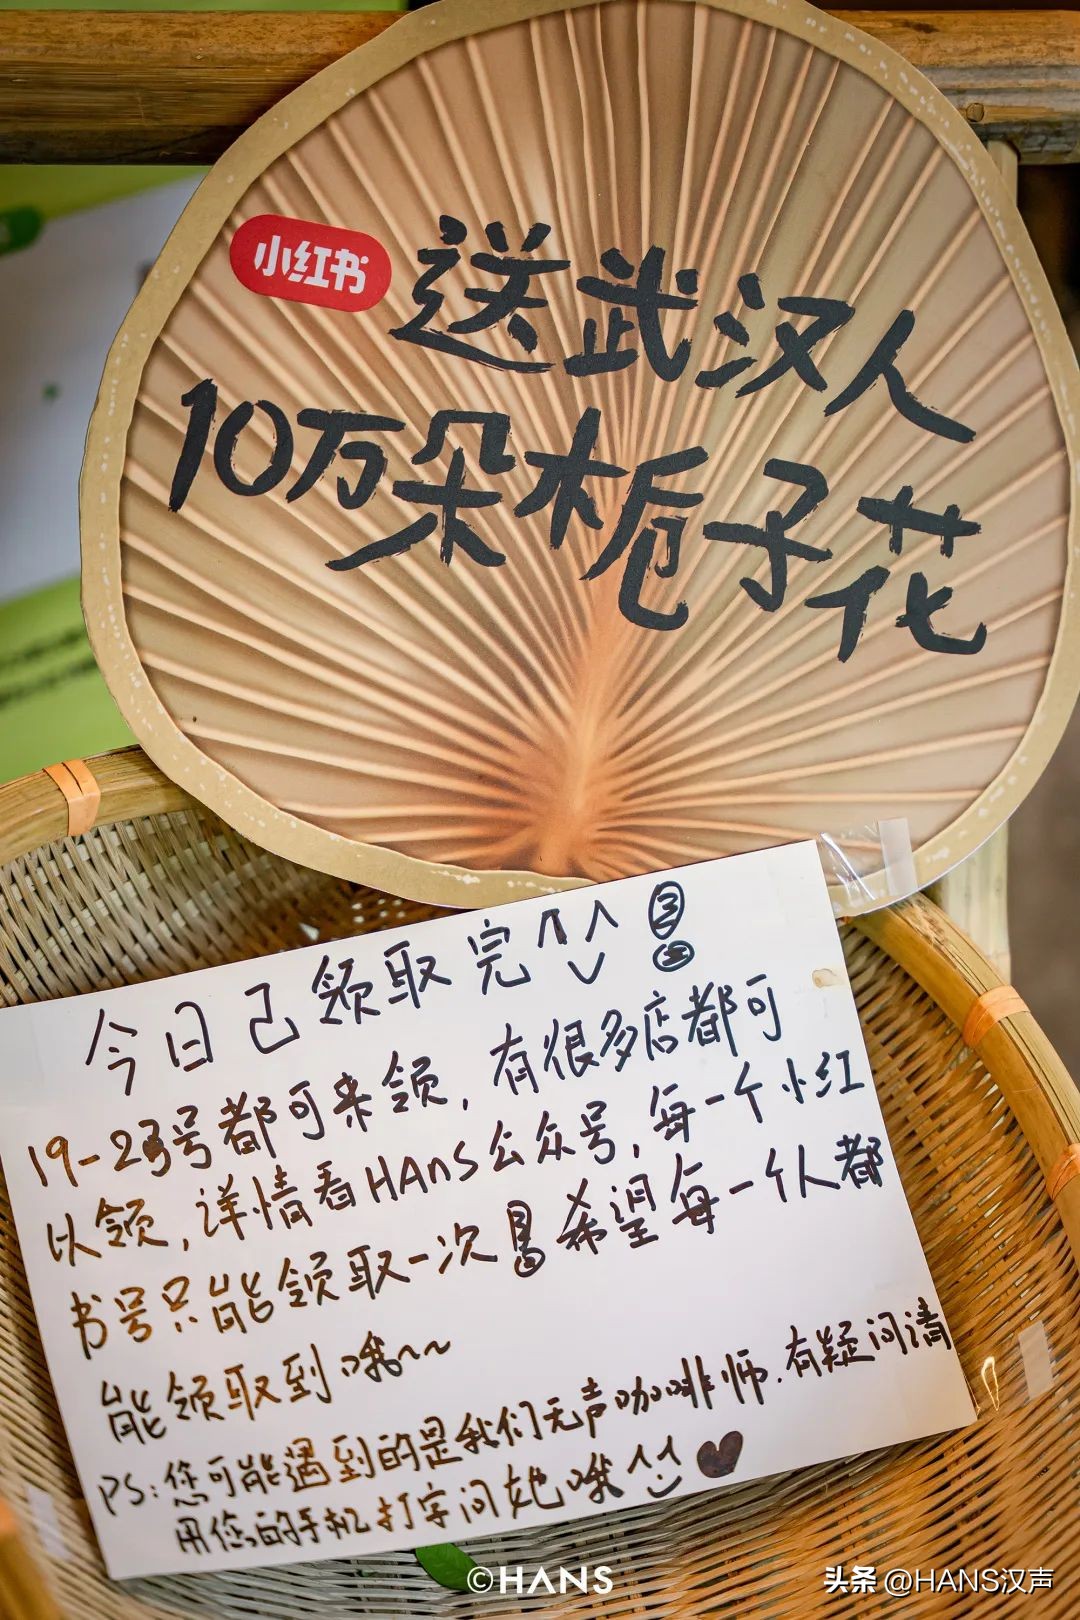 小红书
送武汉人
10万朵栀子花
今日己领取完^◡^!
19-23号都可来领,有很多店都可
以领,详情看HAnS公众号,每一个小红
书号只能领取一次!希望每一个人都
能领取到哦~~
PS:您可能遇到的是我们无声咖啡师.有疑问请
用您的手机打字问她哦^◡^♥
©HANS
头条@HANS汉声